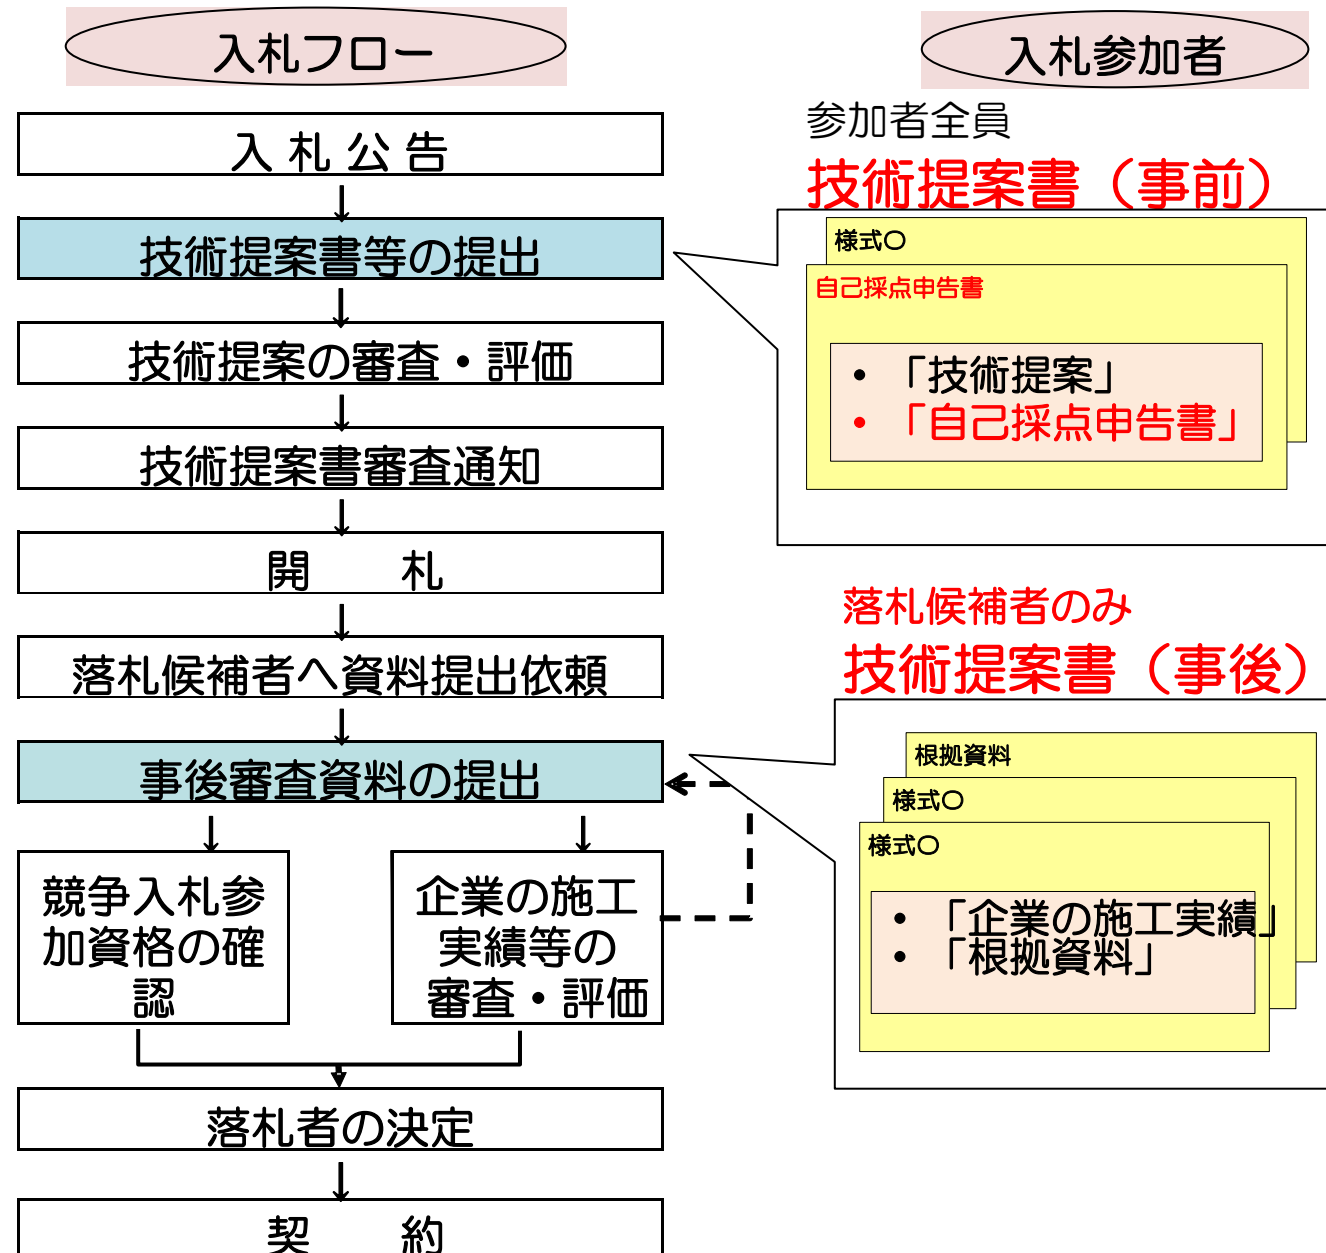 入札フロー
入 札 公 告
技術提案書等の提出
技術提案の審査・評価
技術提案書審査通知
開　　札
落札候補者へ資料提出依頼
事後審査資料の提出
競争入札参
加資格の確
認
企業の施工
実績等の
審査・評価
落札者の決定
契　　約
入札参加者
参加者全員
技術提案書（事前）
様式〇
自己採点申告書
• 「技術提案」
• 「自己採点申告書」
落札候補者のみ
技術提案書（事後）
根拠資料
様式〇
様式〇
• 「企業の施工実績」
• 「根拠資料」